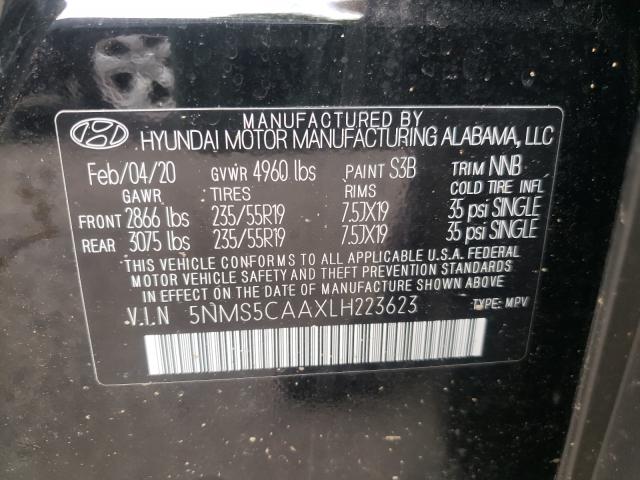 MANUFACTURED BY
HYUNDAI MOTOR MANUFACTURING ALABAMA, LLC
Feb/04/20 GVWR 4960 lbs PAINT S3B TRIM NNB
GAWR TIRES RIMS COLD TIRE INFL
FRONT 2866 lbs 235/55R19 7.5JX19 35 psi SINGLE
REAR 3075 lbs 235/55R19 7.5JX19 35 psi SINGLE
THIS VEHICLE CONFORMS TO ALL APPLICABLE U.S.A. FEDERAL
MOTOR VEHICLE SAFETY AND THEFT PREVENTION STANDARDS
IN EFFECT ON THE DATE OF MANUFACTURE SHOWN ABOVE
V.I.N 5NMS5CAAXLH223623 TYPE: MPV